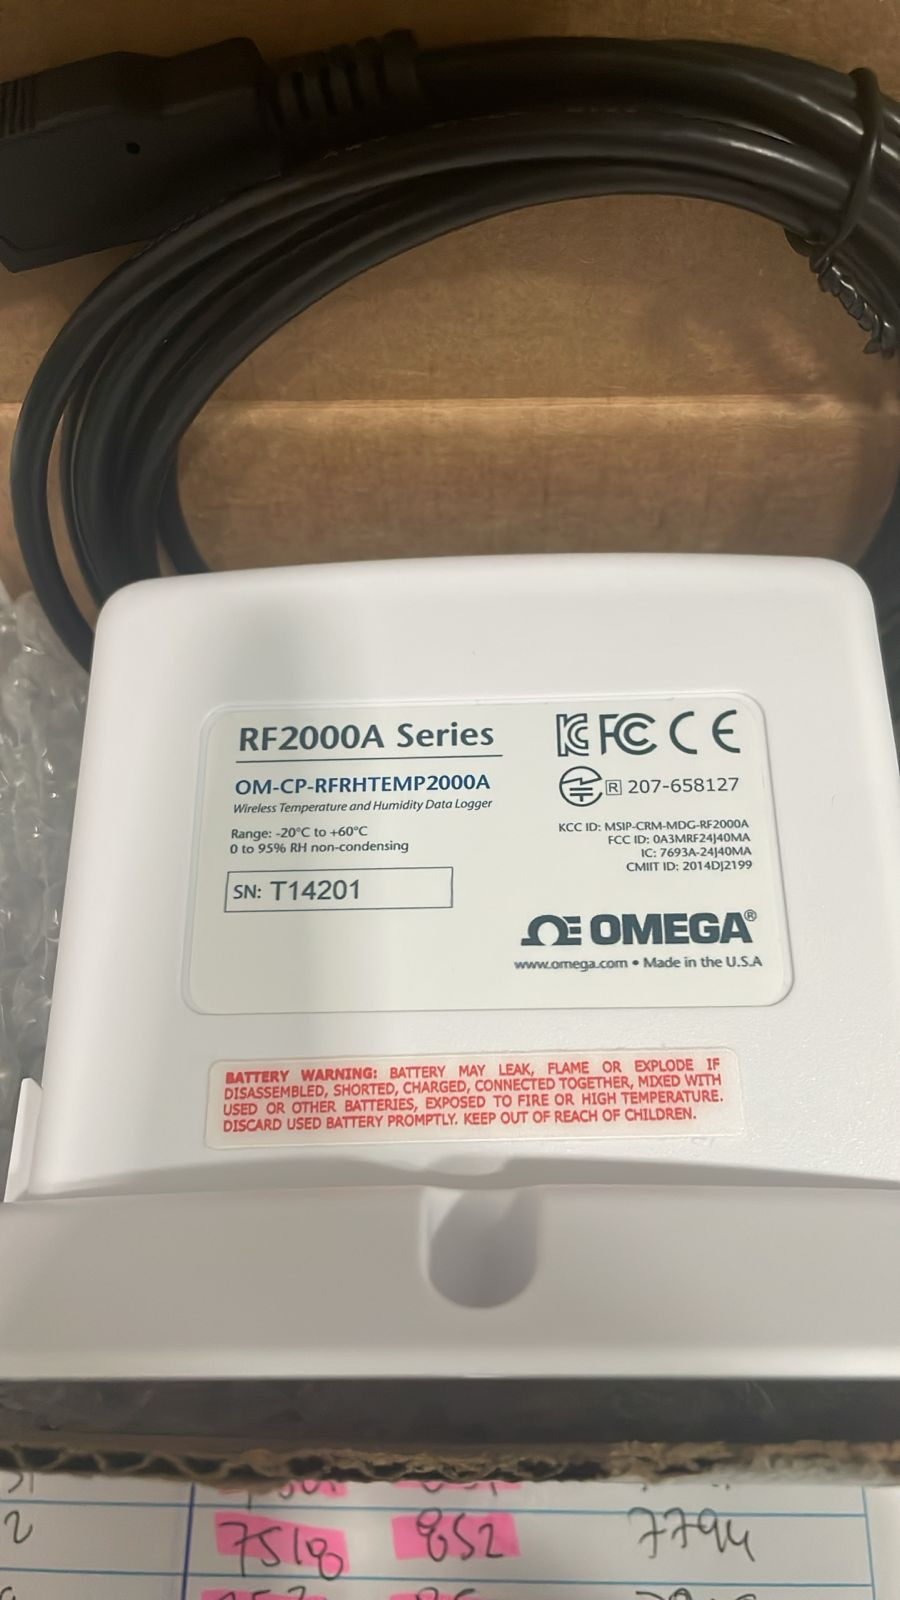 RF2000A Series
OM-CP-RFRHTEMP2000A
Wireless Temperature and Humidity Data Logger
Range: -20°C to +60°C
0 to 95% RH non-condensing
SN: T14201
FC CE
R 207-658127
KCC ID: MSIP-CRM-MDG-RF2000A
FCC ID: OA3MRF24J40MA
IC: 7693A-24J40MA
CMIIT ID: 2014DJ2199
OMEGA®
www.omega.com • Made in the U.S.A
BATTERY WARNING: BATTERY MAY LEAK, FLAME OR EXPLODE IF
DISASSEMBLED, SHORTED, CHARGED, CONNECTED TOGETHER, MIXED WITH
USED OR OTHER BATTERIES, EXPOSED TO FIRE OR HIGH TEMPERATURE.
DISCARD USED BATTERY PROMPTLY. KEEP OUT OF REACH OF CHILDREN.
2 7518 852 7794